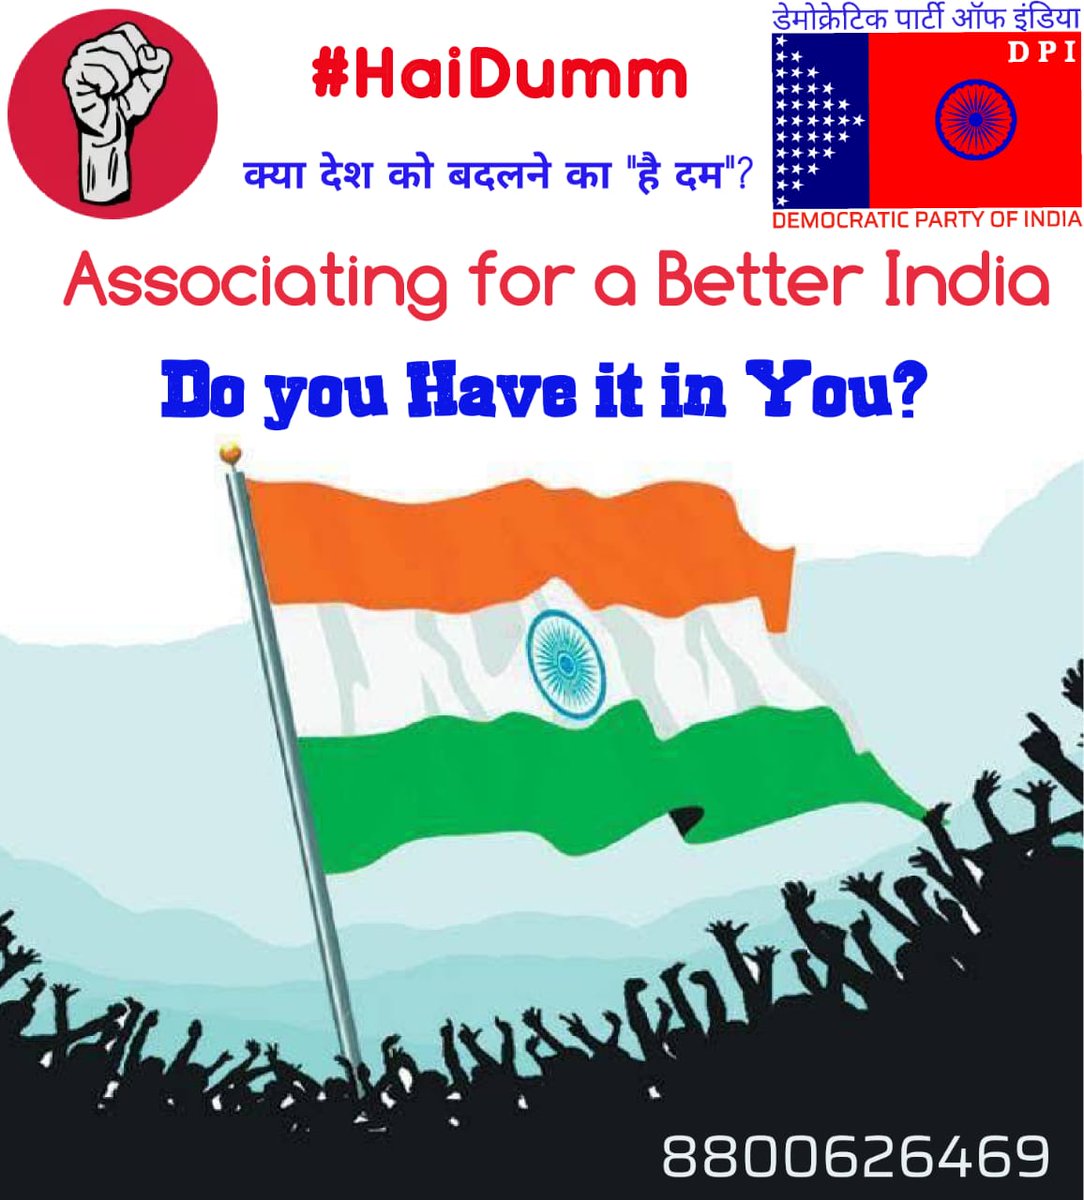 डेमोक्रेटिक पार्टी ऑफ इंडिया
DPI
#HaiDumm
क्या देश को बदलने का "है दम"?
DEMOCRATIC PARTY OF INDIA
Associating for a Better India
Do you Have it in You?
8800626469